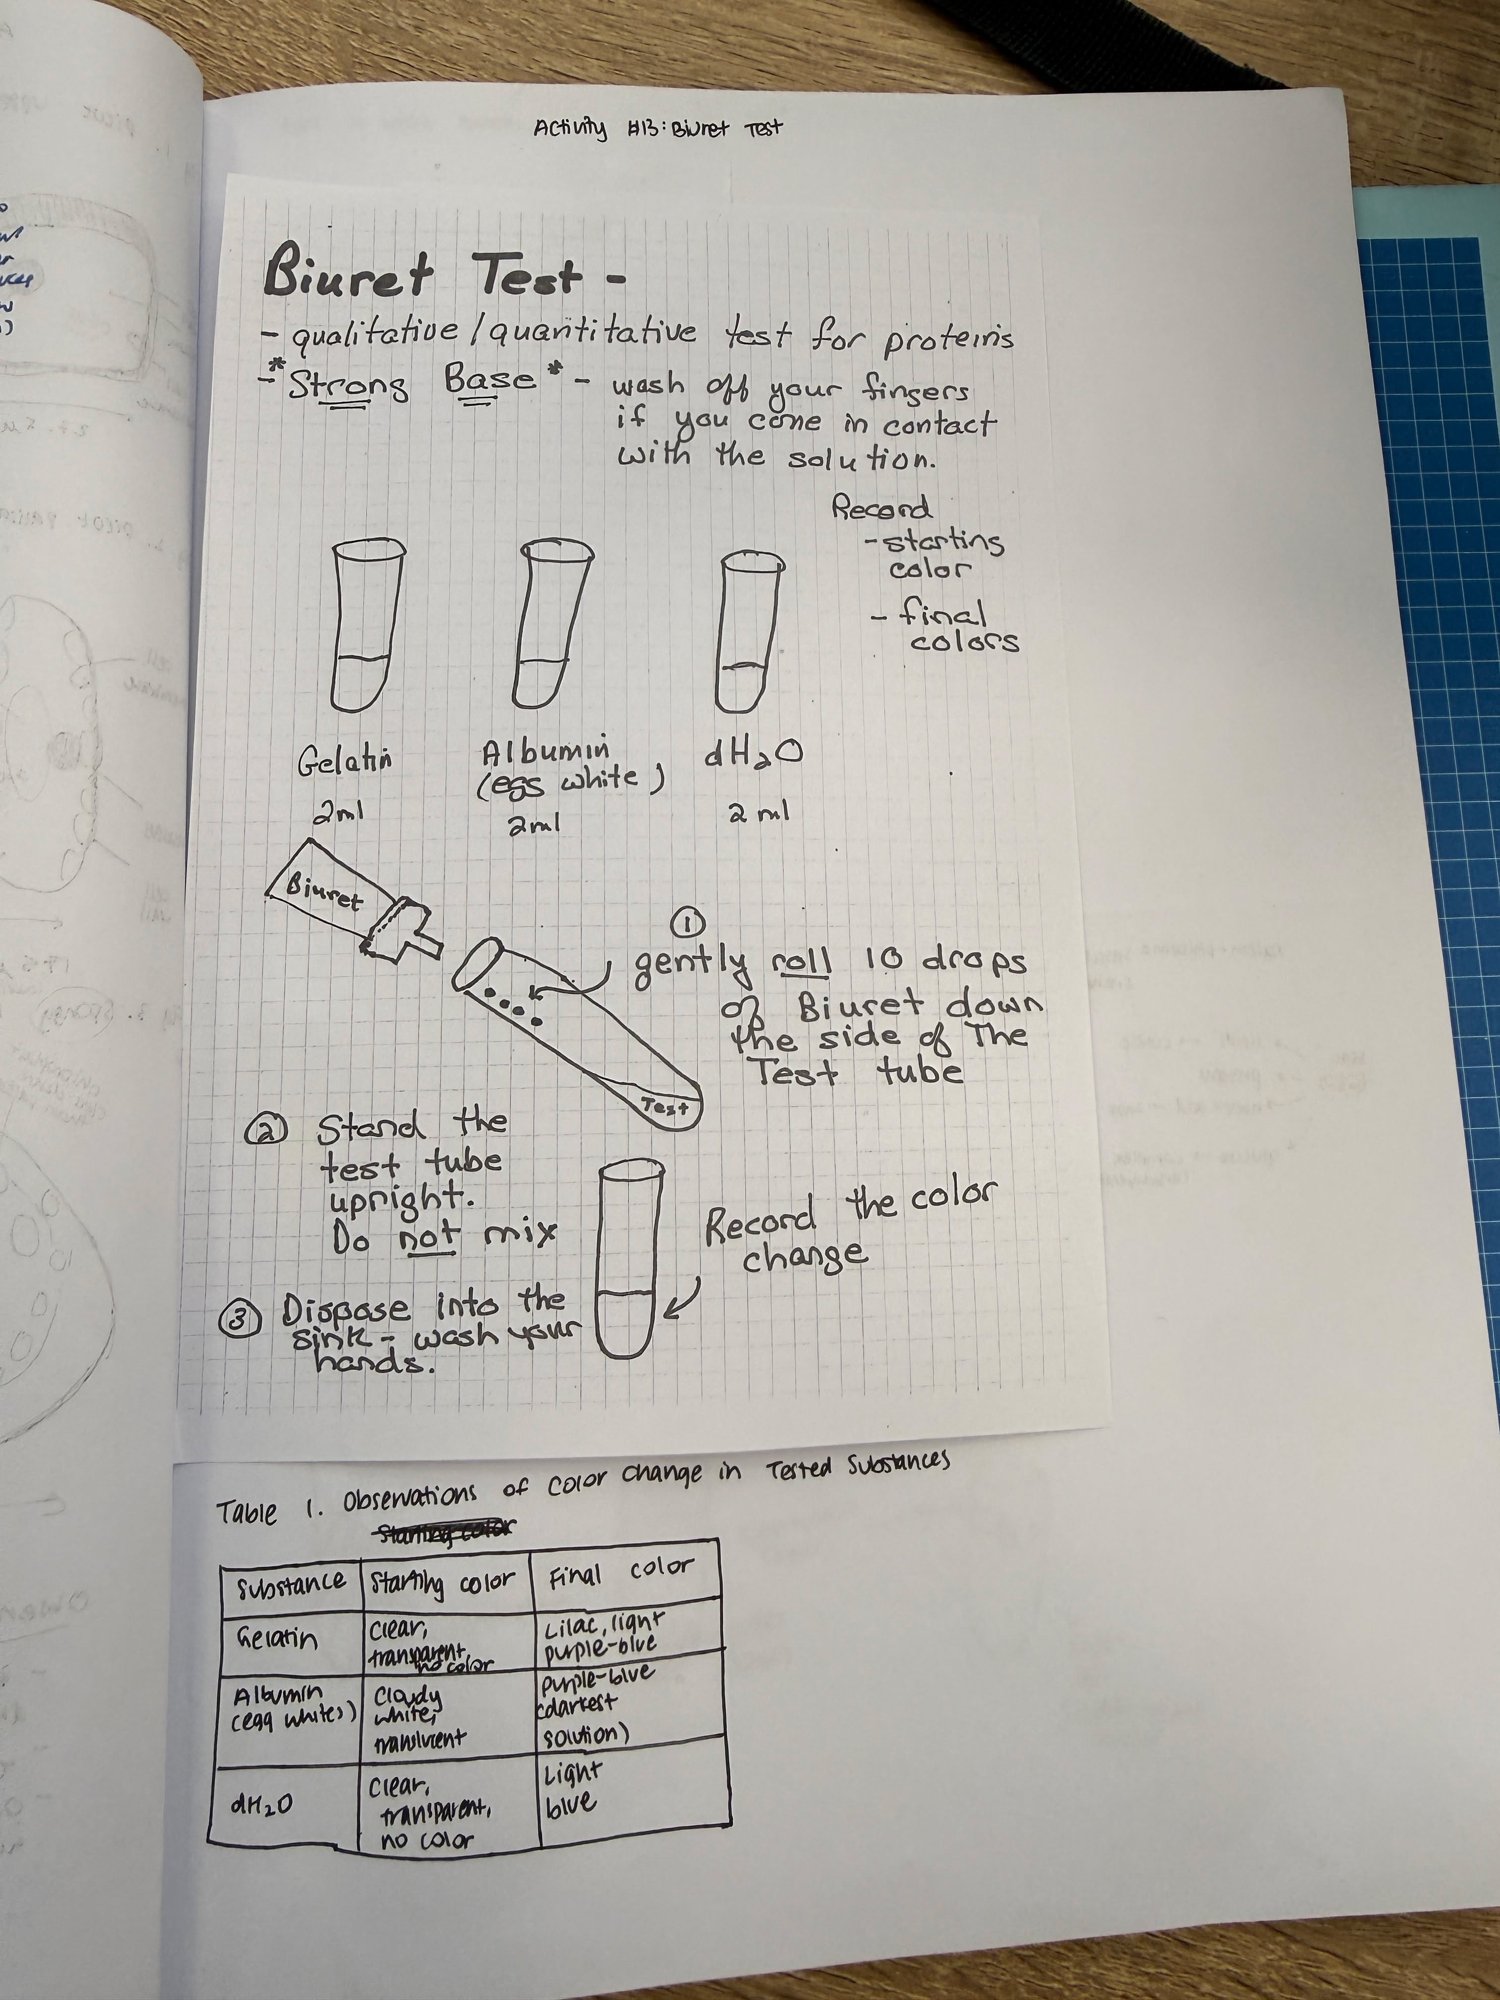 Activity #13: Biuret Test
Biuret Test -
- qualitative/quantitative test for proteins
- *Strong Base* - wash off your fingers
if you come in contact
with the solution.
Record
- starting
color
- final
colors
Gelatin
2ml
Albumin
(egg white)
2ml
dH2O
2 ml
Biuret
①
gently roll 10 drops
of Biuret down
the side of The
Test tube
Test
② Stand the
test tube
upright.
Do not mix
Record the color
change
③ Dispose into the
sink - wash your
hands.
Table 1. Observations of Color Change in Tested Substances
Starting color
Substance
Starting color
Final color
Gelatin
Clear,
transparent,
no color
Lilac, light
purple-blue
Albumin
(egg whites)
Cloudy
white,
translucent
purple-blue
(darkest
solution)
dH2O
Clear,
transparent,
no color
Light
blue